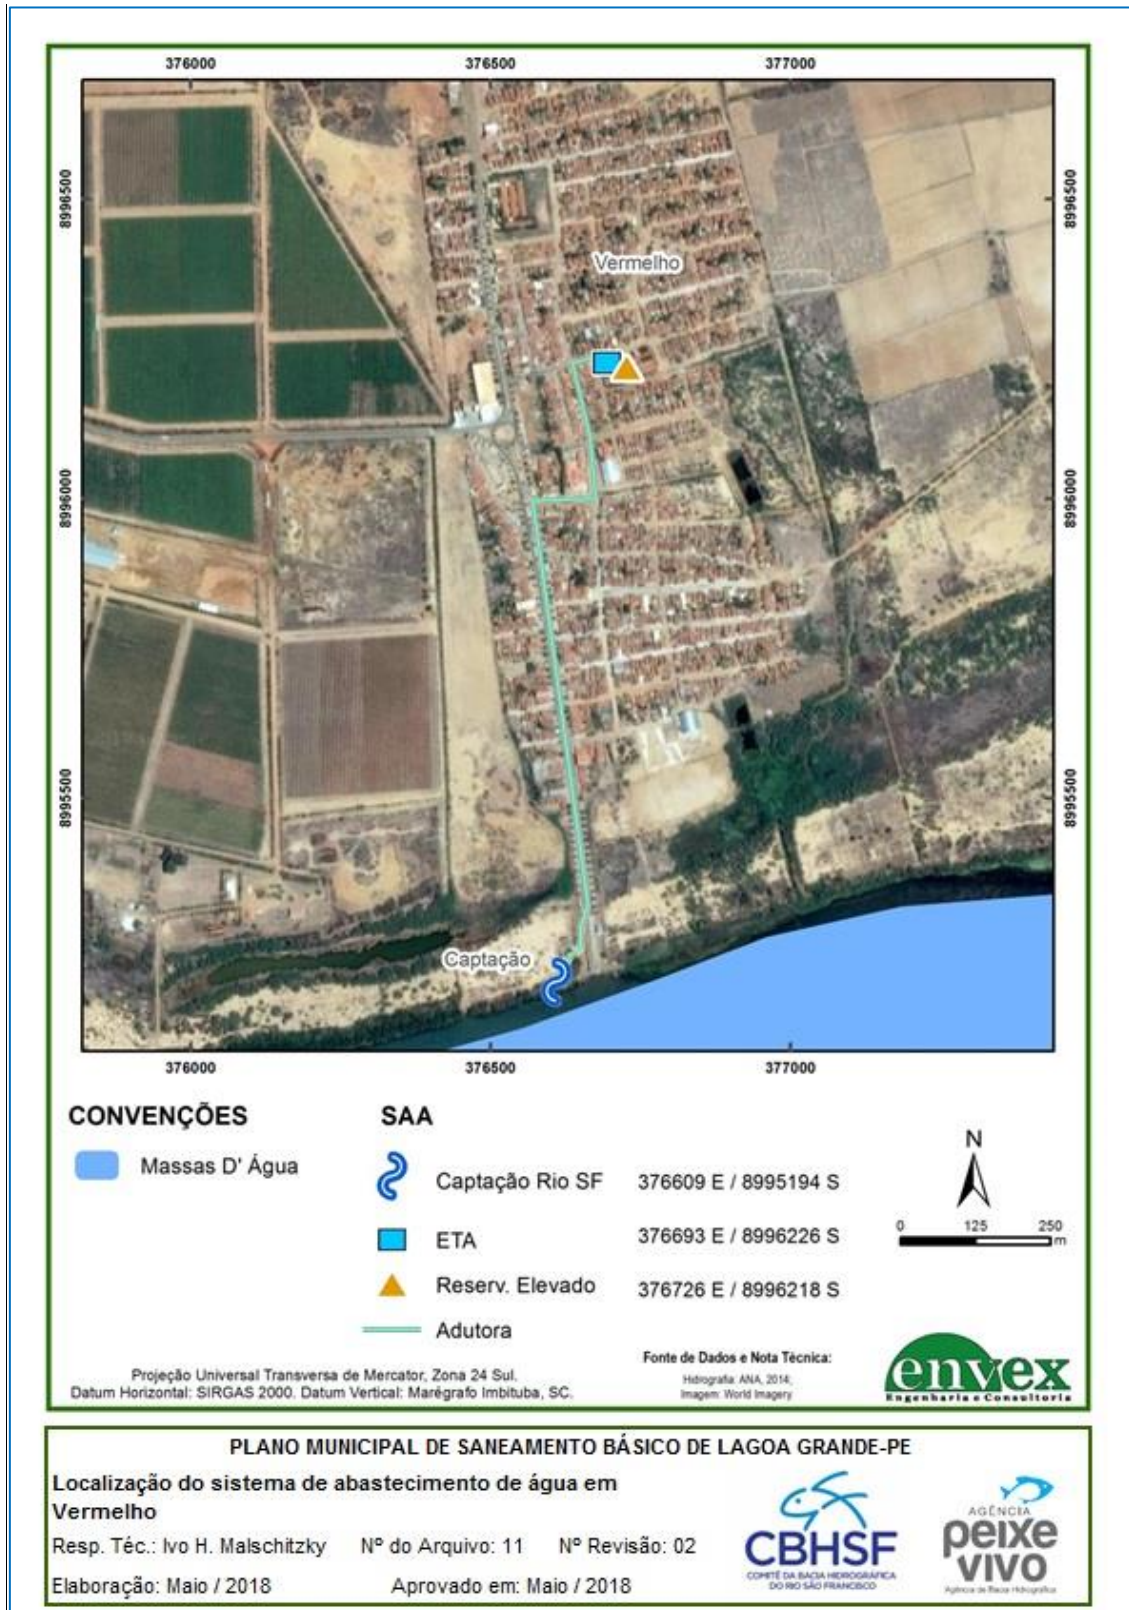 376000 376500 377000
8996500 8996500
Vermelho
8996000 8996000
8995500 8995500
Captação
376000 376500 377000
CONVENÇÕES
Massas D' Água
SAA
Captação Rio SF 376609 E / 8995194 S
ETA 376693 E / 8996226 S
Reserv. Elevado 376726 E / 8996218 S
Adutora
N
0 125 250
m
Projeção Universal Transversa de Mercator, Zona 24 Sul.
Datum Horizontal: SIRGAS 2000. Datum Vertical: Marégrafo Imbituba, SC.
Fonte de Dados e Nota Técnica:
Hidrografia: ANA, 2014;
Imagem: World Imagery
envex
Engenharia e Consultoria
PLANO MUNICIPAL DE SANEAMENTO BÁSICO DE LAGOA GRANDE-PE
Localização do sistema de abastecimento de água em
Vermelho
Resp. Téc.: Ivo H. Malschitzky Nº do Arquivo: 11 Nº Revisão: 02
Elaboração: Maio / 2018 Aprovado em: Maio / 2018
CBHSF
COMITÊ DA BACIA HIDROGRÁFICA
DO RIO SÃO FRANCISCO
AGÊNCIA
peixe
vivo
Agência de Bacia Hidrográfica